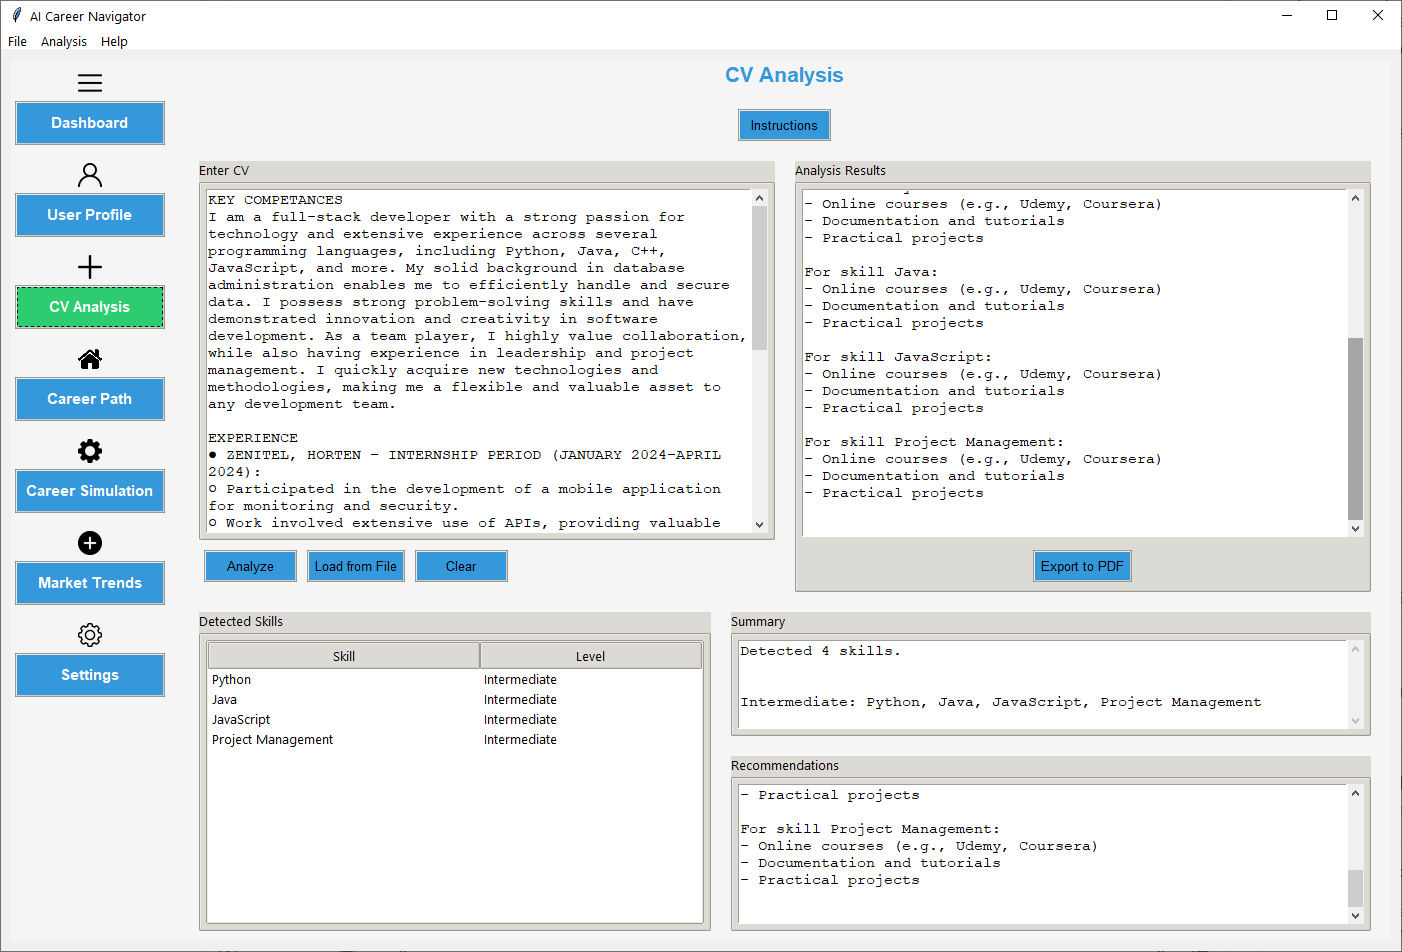 AI Career Navigator
File Analysis Help
Dashboard
User Profile
CV Analysis
Career Path
Career Simulation
Market Trends
Settings
CV Analysis
Instructions
Enter CV
KEY COMPETANCES
I am a full-stack developer with a strong passion for
technology and extensive experience across several
programming languages, including Python, Java, C++,
JavaScript, and more. My solid background in database
administration enables me to efficiently handle and secure
data. I possess strong problem-solving skills and have
demonstrated innovation and creativity in software
development. As a team player, I highly value collaboration,
while also having experience in leadership and project
management. I quickly acquire new technologies and
methodologies, making me a flexible and valuable asset to
any development team.
EXPERIENCE
● ZENITEL, HORTEN – INTERNSHIP PERIOD (JANUARY 2024–APRIL
2024):
○ Participated in the development of a mobile application
for monitoring and security.
○ Work involved extensive use of APIs, providing valuable
Analyze
Load from File
Clear
Analysis Results
- Online courses (e.g., Udemy, Coursera)
- Documentation and tutorials
- Practical projects
For skill Java:
- Online courses (e.g., Udemy, Coursera)
- Documentation and tutorials
- Practical projects
For skill JavaScript:
- Online courses (e.g., Udemy, Coursera)
- Documentation and tutorials
- Practical projects
For skill Project Management:
- Online courses (e.g., Udemy, Coursera)
- Documentation and tutorials
- Practical projects
Export to PDF
Detected Skills
Skill Level
Python Intermediate
Java Intermediate
JavaScript Intermediate
Project Management Intermediate
Summary
Detected 4 skills.
Intermediate: Python, Java, JavaScript, Project Management
Recommendations
- Practical projects
For skill Project Management:
- Online courses (e.g., Udemy, Coursera)
- Documentation and tutorials
- Practical projects